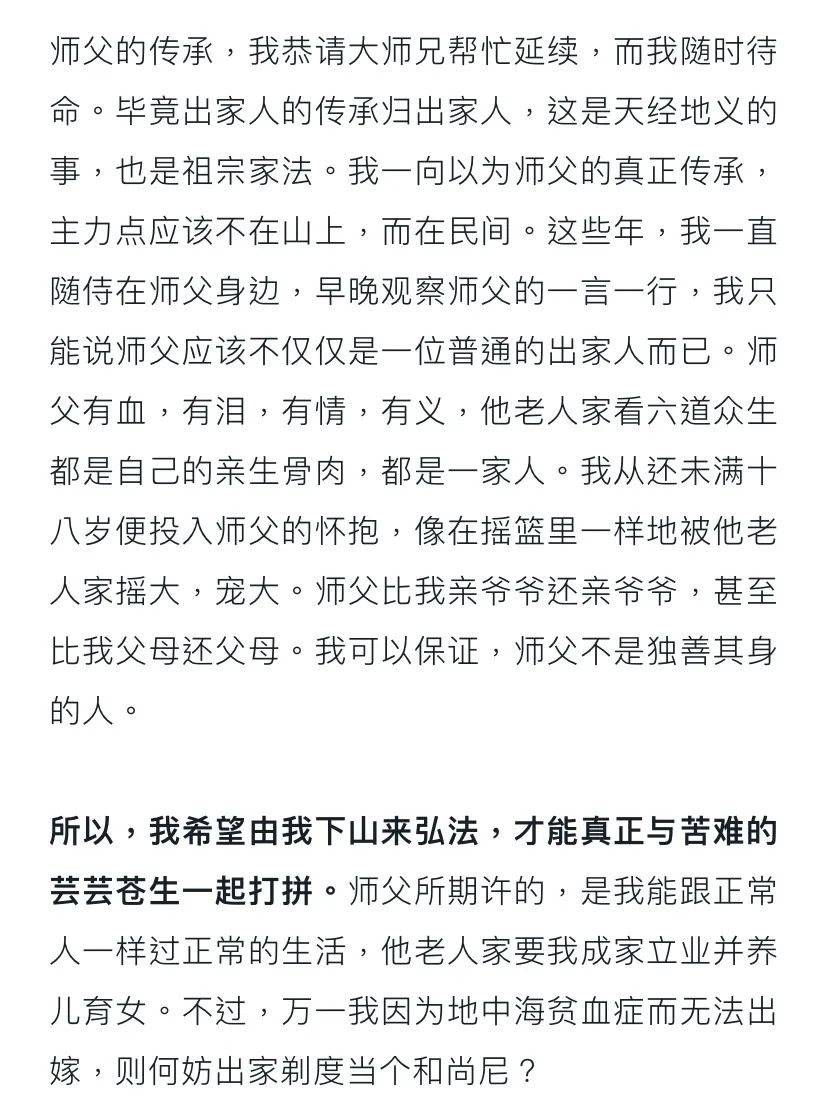 师父的传承，我恭请大师兄帮忙延续，而我随时待
命。毕竟出家人的传承归出家人，这是天经地义的
事，也是祖宗家法。我一向以为师父的真正传承，
主力点应该不在山上，而在民间。这些年，我一直
随侍在师父身边，早晚观察师父的一言一行，我只
能说师父应该不仅仅是一位普通的出家人而已。师
父有血，有泪，有情，有义，他老人家看六道众生
都是自己的亲生骨肉，都是一家人。我从还未满十
八岁便投入师父的怀抱，像在摇篮里一样地被他老
人家摇大，宠大。师父比我亲爷爷还亲爷爷，甚至
比我父母还父母。我可以保证，师父不是独善其身
的人。
所以，我希望由我下山来弘法，才能真正与苦难的
芸芸苍生一起打拼。师父所期许的，是我能跟正常
人一样过正常的生活，他老人家要我成家立业并养
儿育女。不过，万一我因为地中海贫血症而无法出
嫁，则何妨出家剃度当个和尚尼？